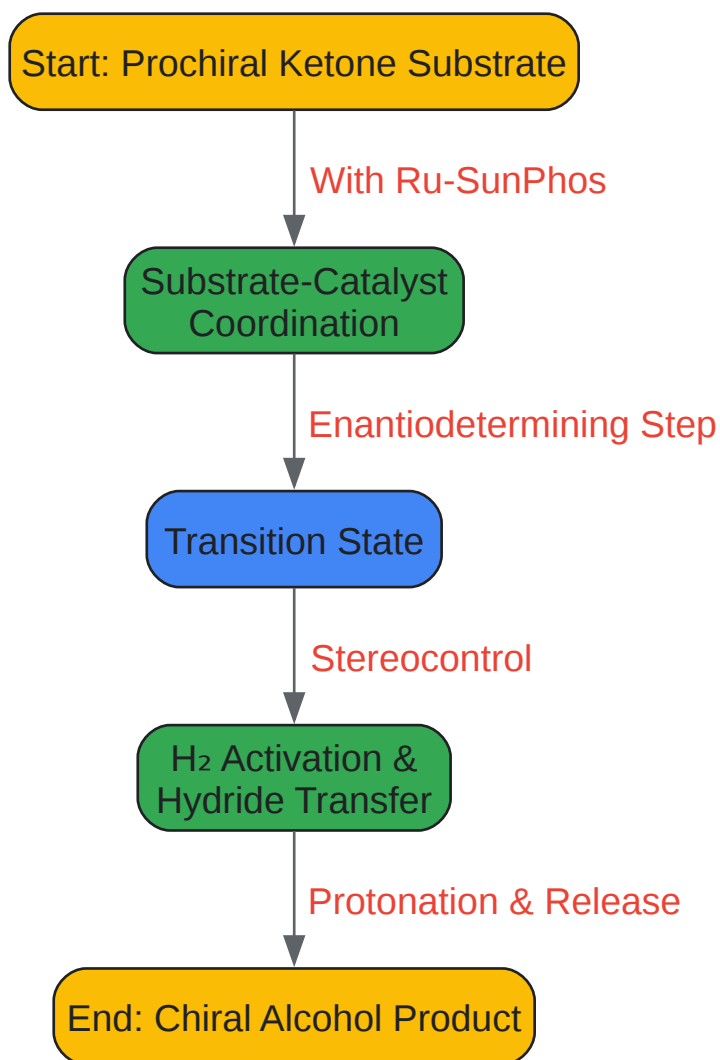 Start: Prochiral Ketone Substrate
With Ru-SunPhos
Substrate-Catalyst
Coordination
Enantiodetermining Step
Transition State
Stereocontrol
H₂ Activation &
Hydride Transfer
Protonation & Release
End: Chiral Alcohol Product